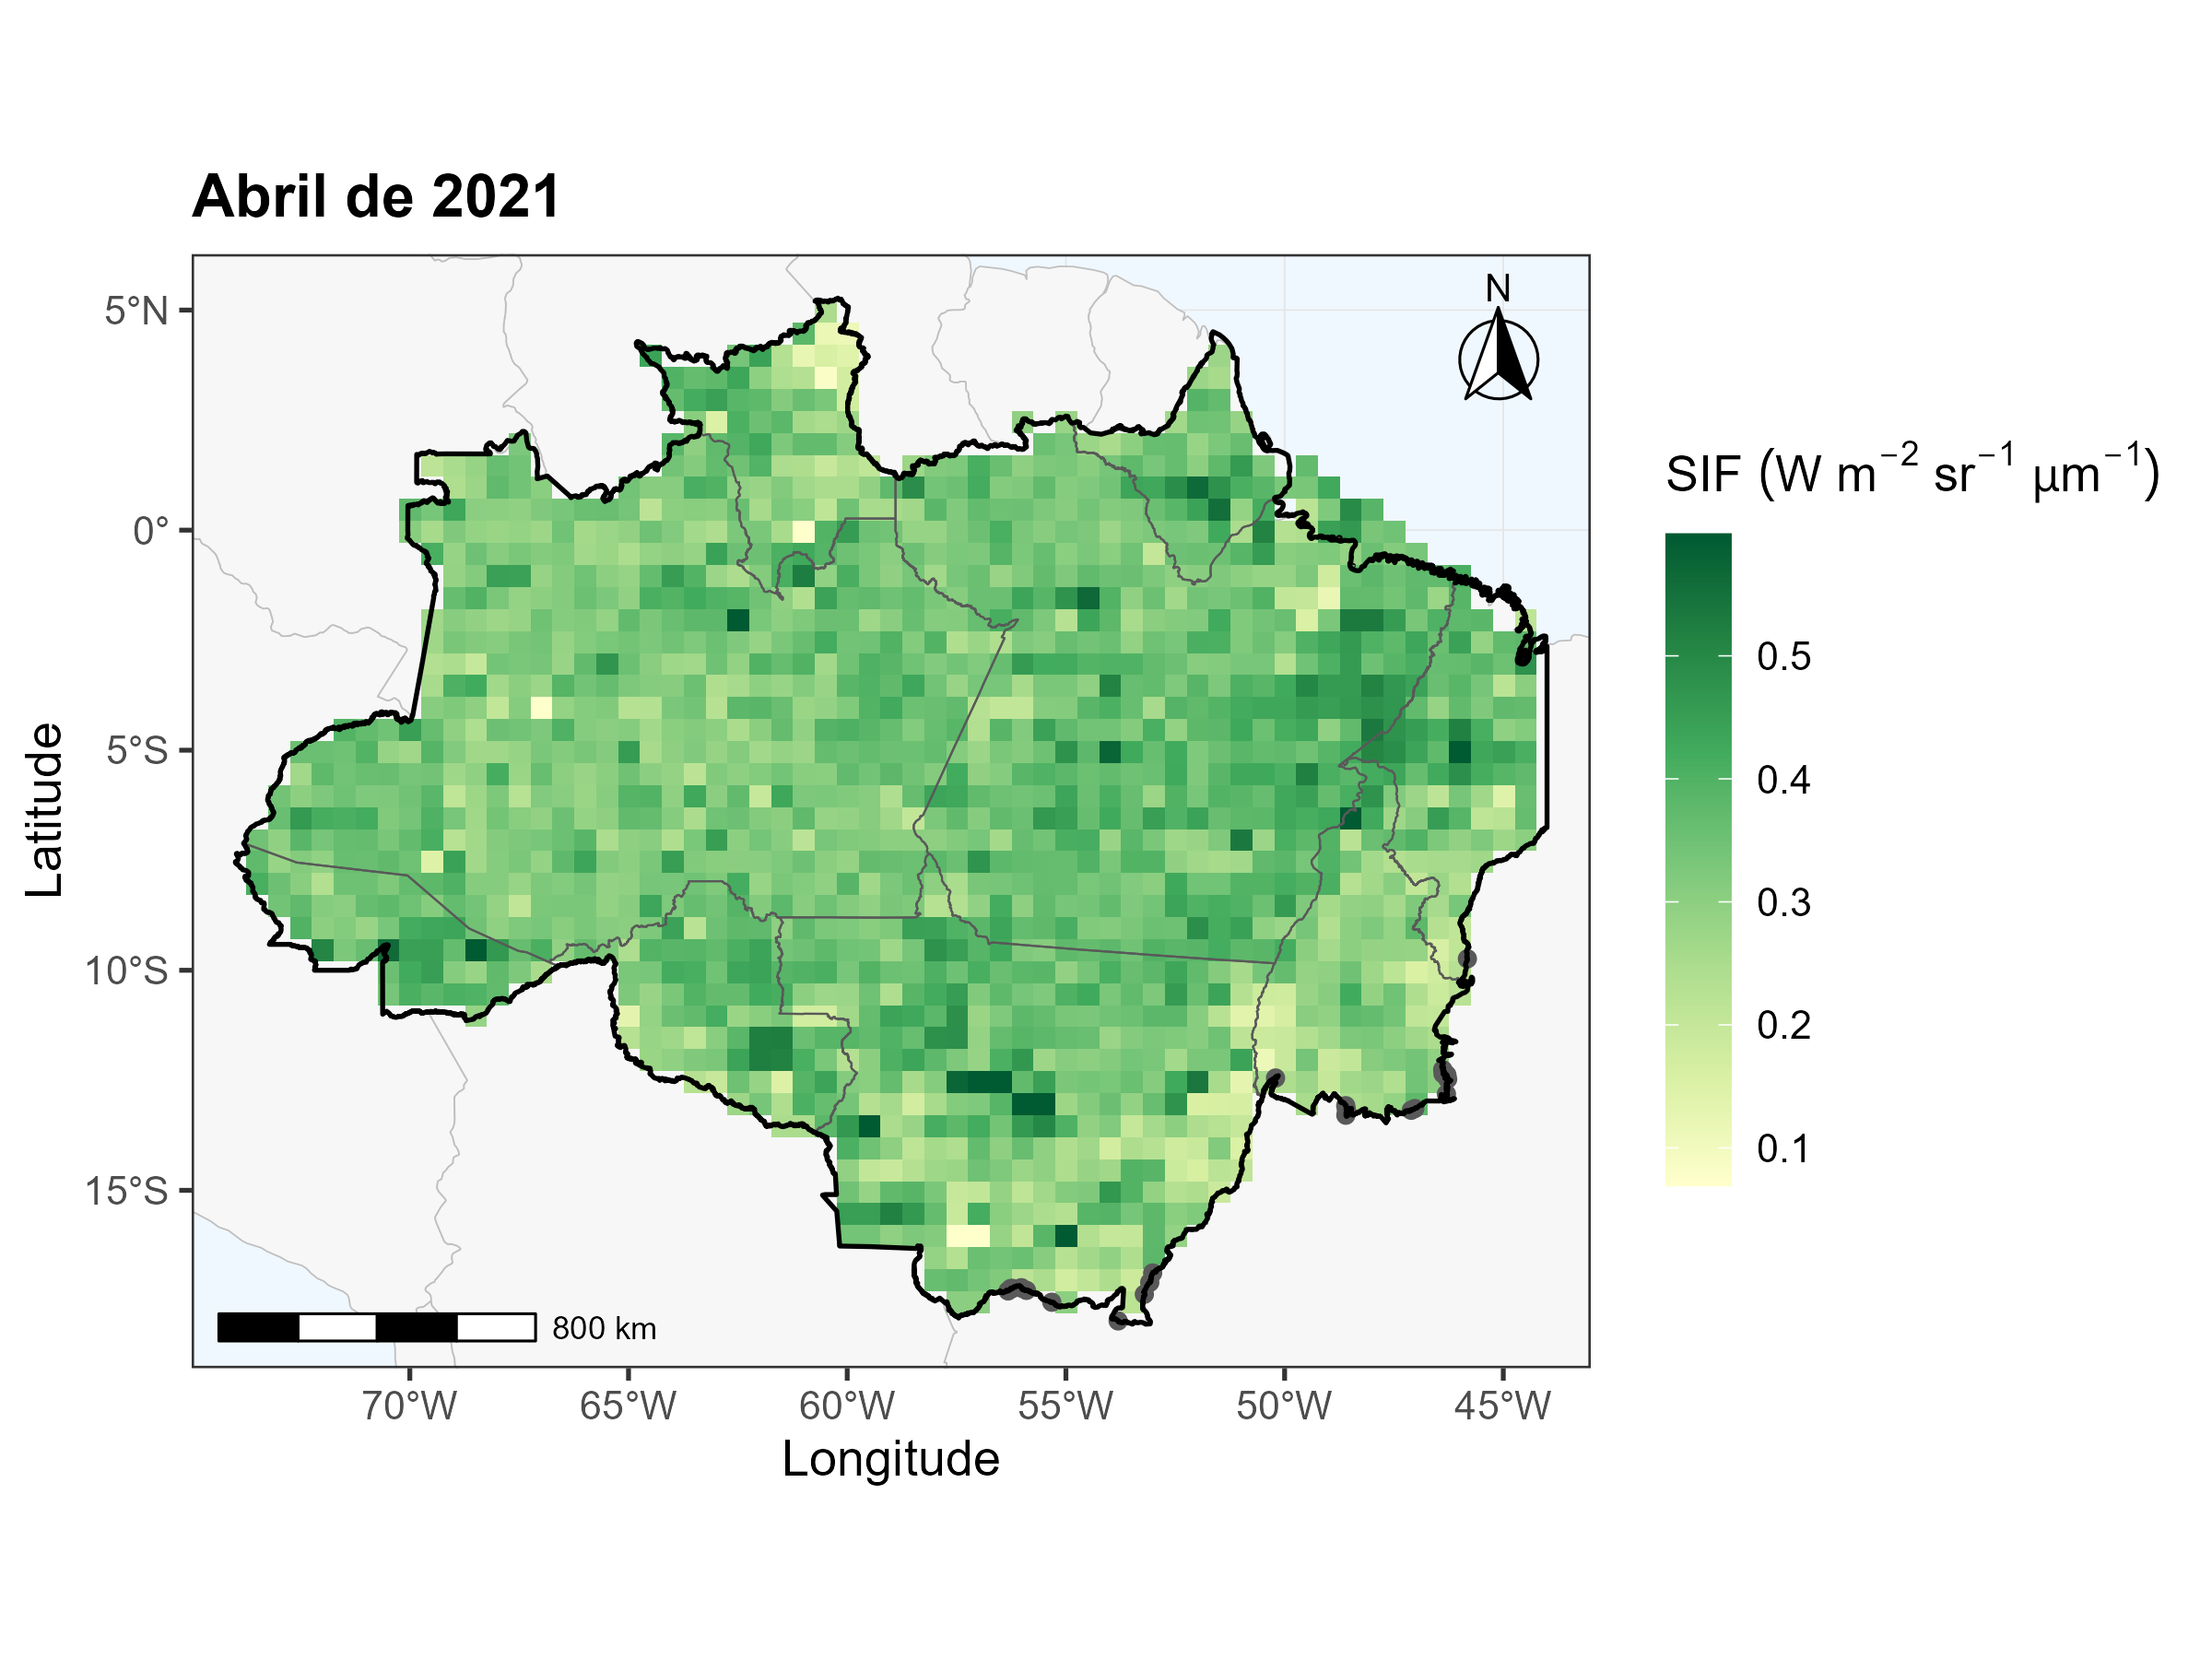 Abril de 2021
N
5°N
0°
5°S
10°S
15°S
Latitude
800 km
70°W 65°W 60°W 55°W 50°W 45°W
Longitude
SIF (W m⁻² sr⁻¹ µm⁻¹)
0.5
0.4
0.3
0.2
0.1